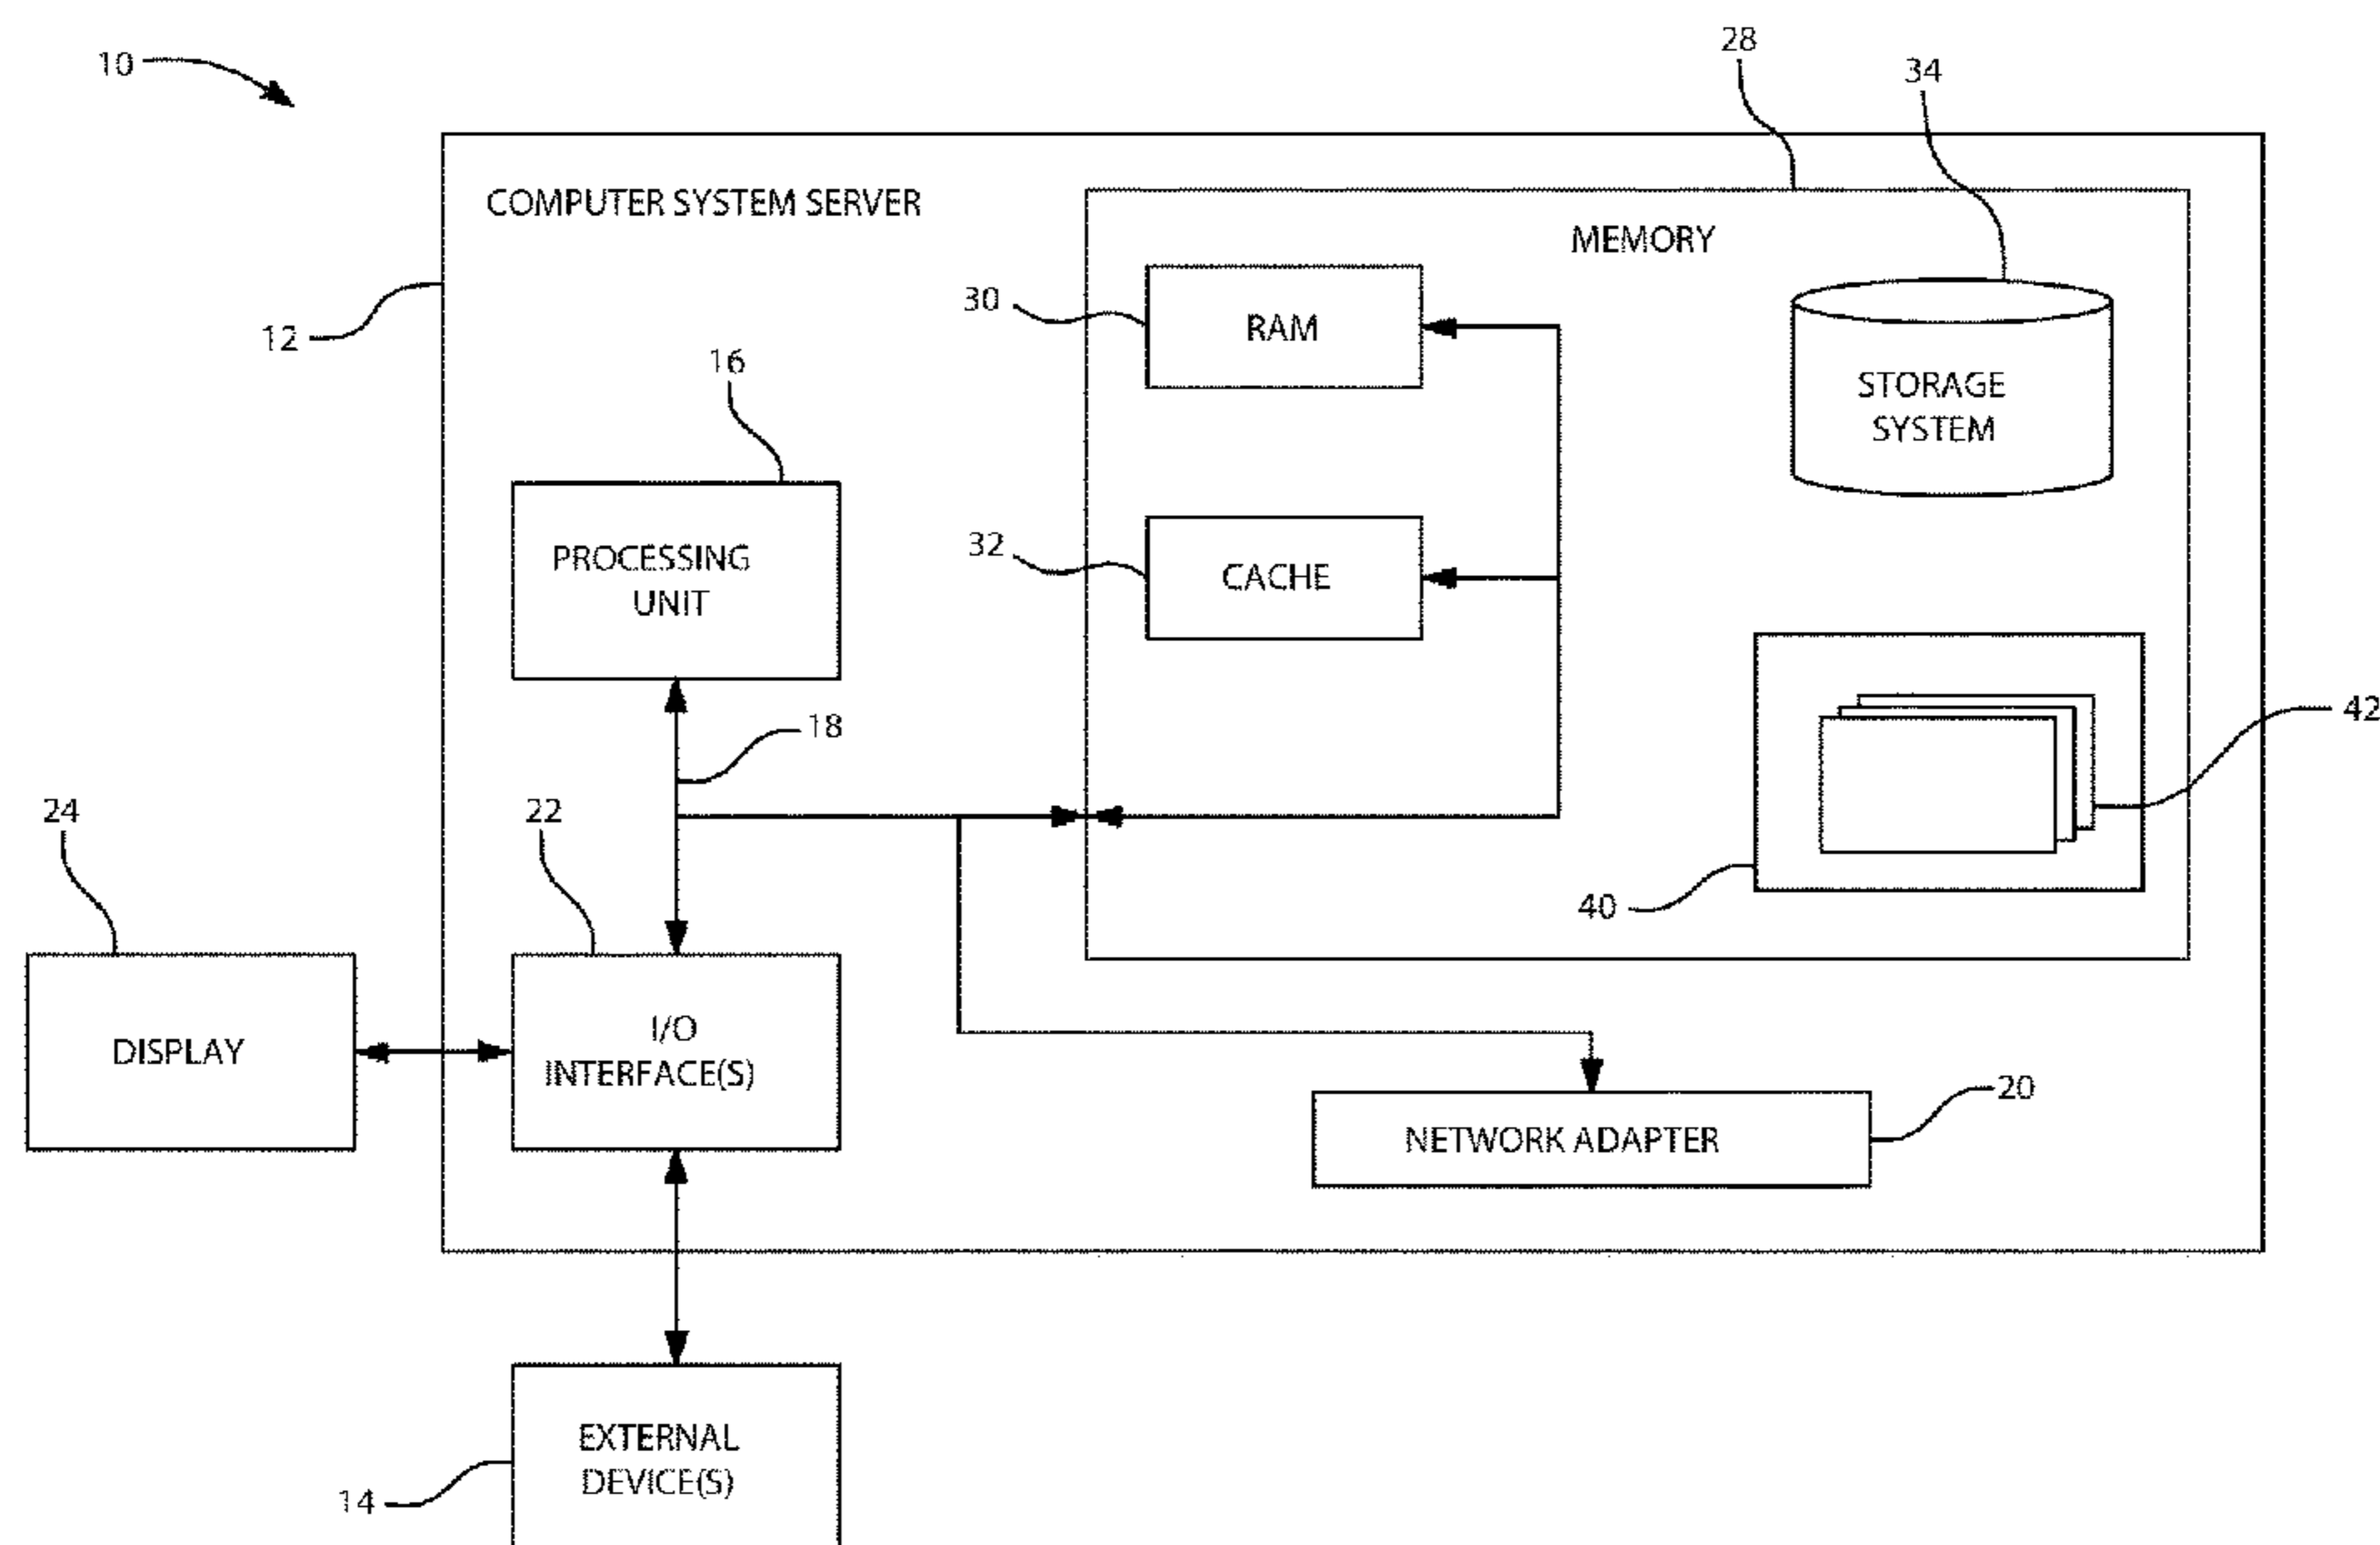 10
28
34
COMPUTER SYSTEM SERVER
MEMORY
12
30
RAM
STORAGE
SYSTEM
16
32
CACHE
PROCESSING
UNIT
18
42
24
22
40
DISPLAY
I/O
INTERFACE(S)
20
NETWORK ADAPTER
EXTERNAL
DEVICE(S)
14